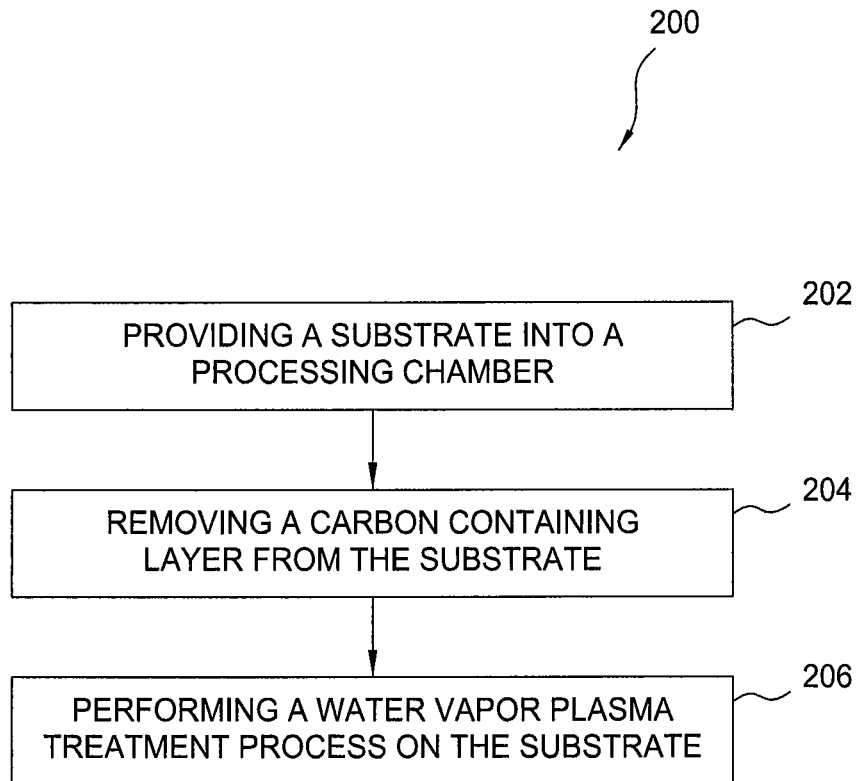 200
202
PROVIDING A SUBSTRATE INTO A
PROCESSING CHAMBER
204
REMOVING A CARBON CONTAINING
LAYER FROM THE SUBSTRATE
206
PERFORMING A WATER VAPOR PLASMA
TREATMENT PROCESS ON THE SUBSTRATE